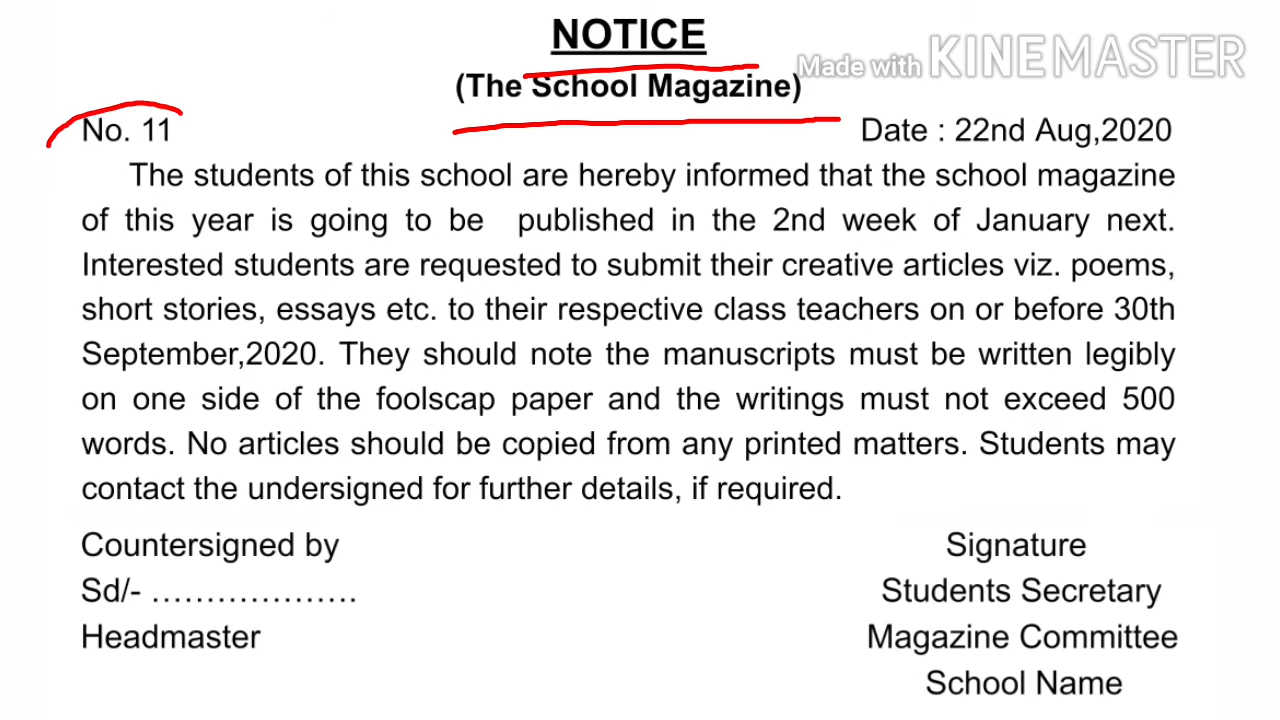 NOTICE
Made with KINEMASTER
(The School Magazine)
No. 11 Date : 22nd Aug,2020
The students of this school are hereby informed that the school magazine
of this year is going to be published in the 2nd week of January next.
Interested students are requested to submit their creative articles viz. poems,
short stories, essays etc. to their respective class teachers on or before 30th
September,2020. They should note the manuscripts must be written legibly
on one side of the foolscap paper and the writings must not exceed 500
words. No articles should be copied from any printed matters. Students may
contact the undersigned for further details, if required.
Countersigned by Signature
Sd/- ………………. Students Secretary
Headmaster Magazine Committee
School Name